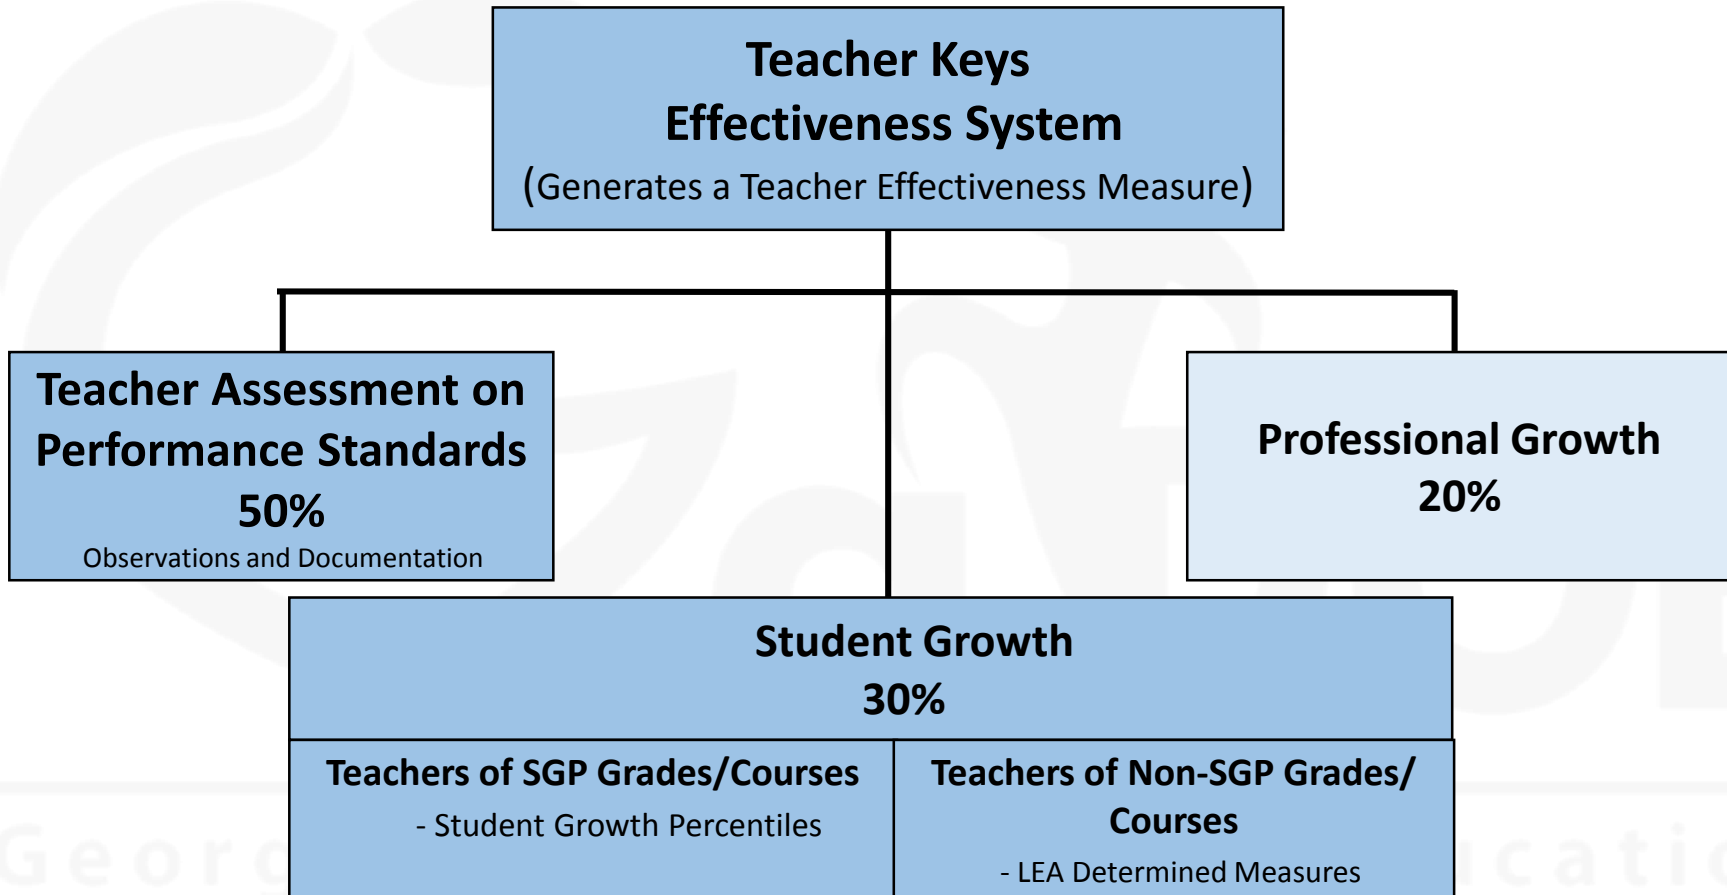 Teacher Keys
Effectiveness System
(Generates a Teacher Effectiveness Measure)
Teacher Assessment on
Performance Standards
50%
Observations and Documentation
Professional Growth
20%
Student Growth
30%
Teachers of SGP Grades/Courses
- Student Growth Percentiles
Teachers of Non-SGP Grades/
Courses
- LEA Determined Measures